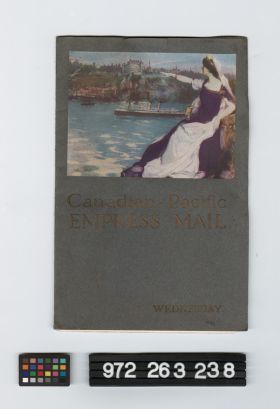 Canadian Pacific
EMPRESS MAIL
WEDNESDAY
972 263 238